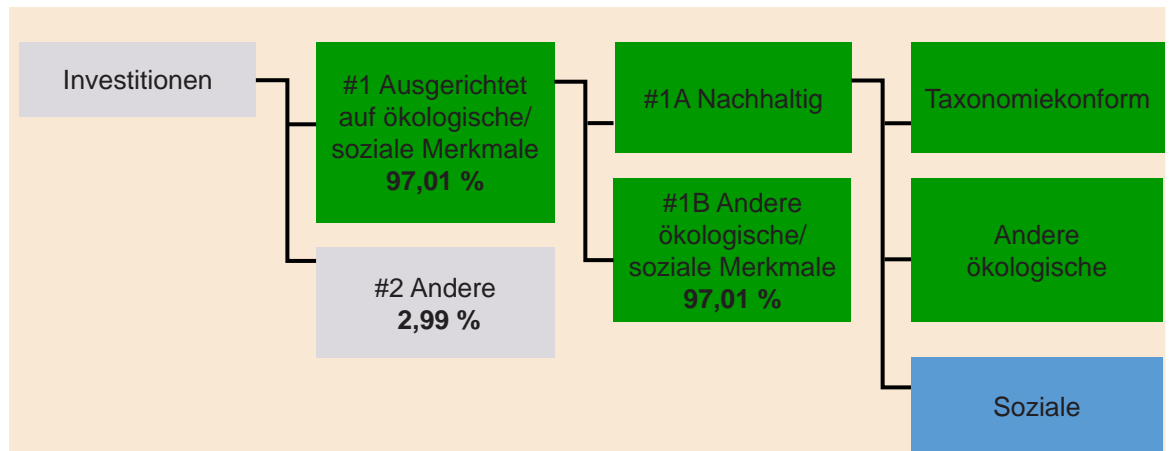 Investitionen
#1 Ausgerichtet
auf ökologische/
soziale Merkmale
97,01 %
#2 Andere
2,99 %
#1A Nachhaltig
#1B Andere
ökologische/
soziale Merkmale
97,01 %
Taxonomiekonform
Andere
ökologische
Soziale